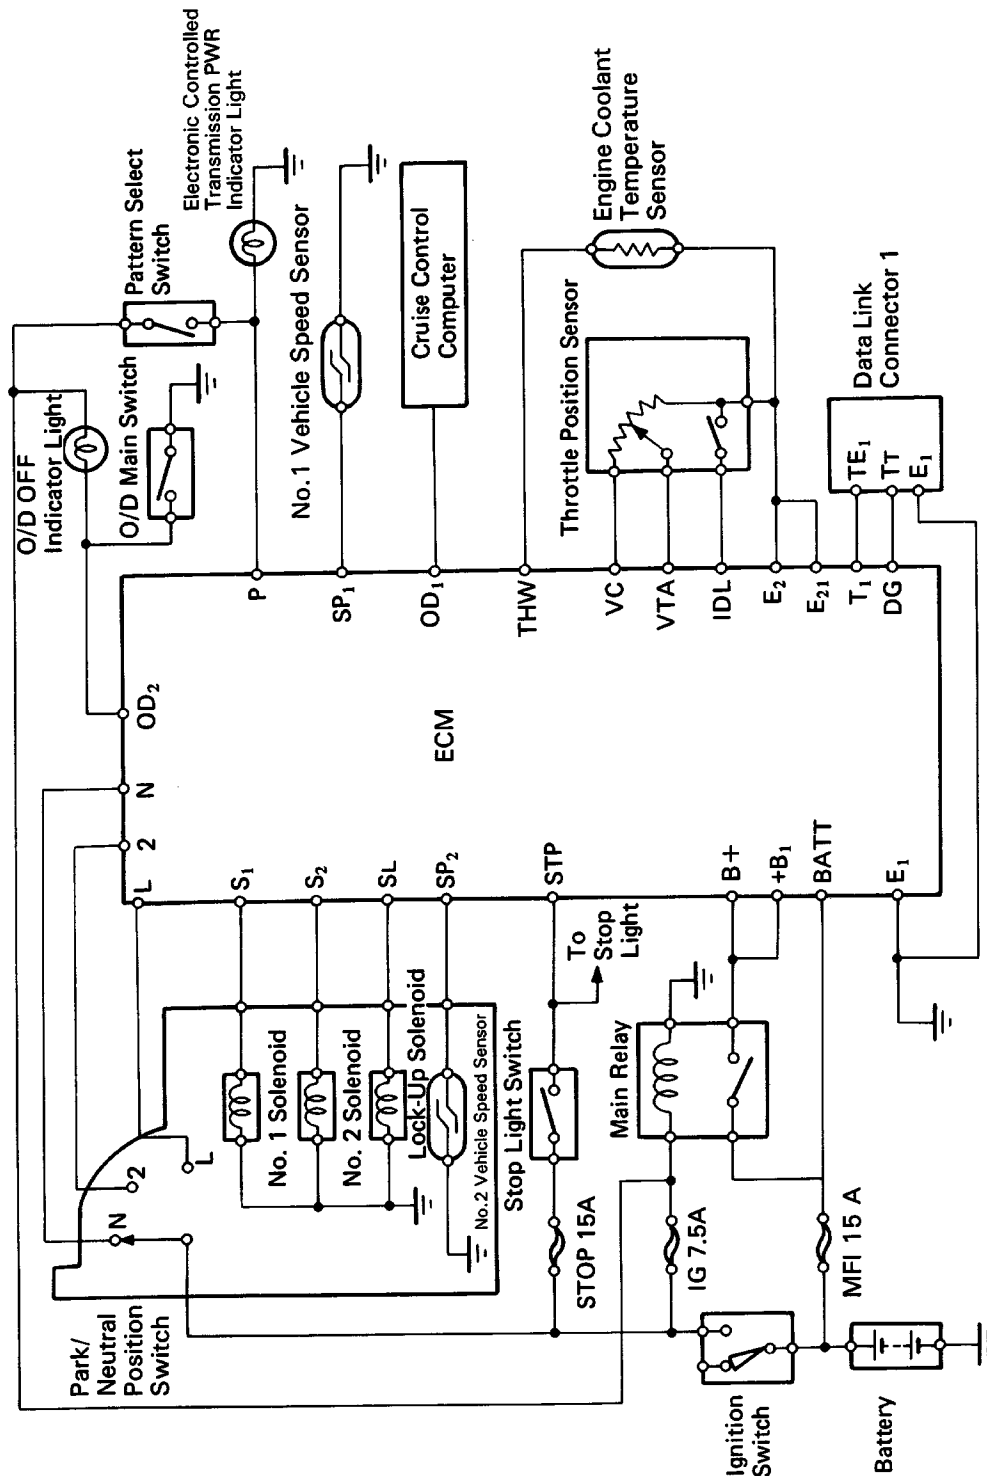 Park/
Neutral
Position
Switch
N
2
L
No. 1 Solenoid
No. 2 Solenoid
Lock-Up Solenoid
No.2 Vehicle Speed Sensor
Stop Light Switch
STOP 15A
To
Stop
Light
Main Relay
IG 7.5A
MFI 15 A
Ignition
Switch
Battery
ECM
L
2
N
OD₂
S₁
S₂
SL
SP₂
STP
B+
+B₁
BATT
E₁
P
SP₁
OD₁
THW
VC
VTA
IDL
E₂
E₂₁
T₁
DG
O/D OFF
Indicator Light
O/D Main Switch
Pattern Select
Switch
Electronic Controlled
Transmission PWR
Indicator Light
No.1 Vehicle Speed Sensor
Cruise Control
Computer
Throttle Position Sensor
Engine Coolant
Temperature
Sensor
Data Link
Connector 1
TE₁
TT
E₁